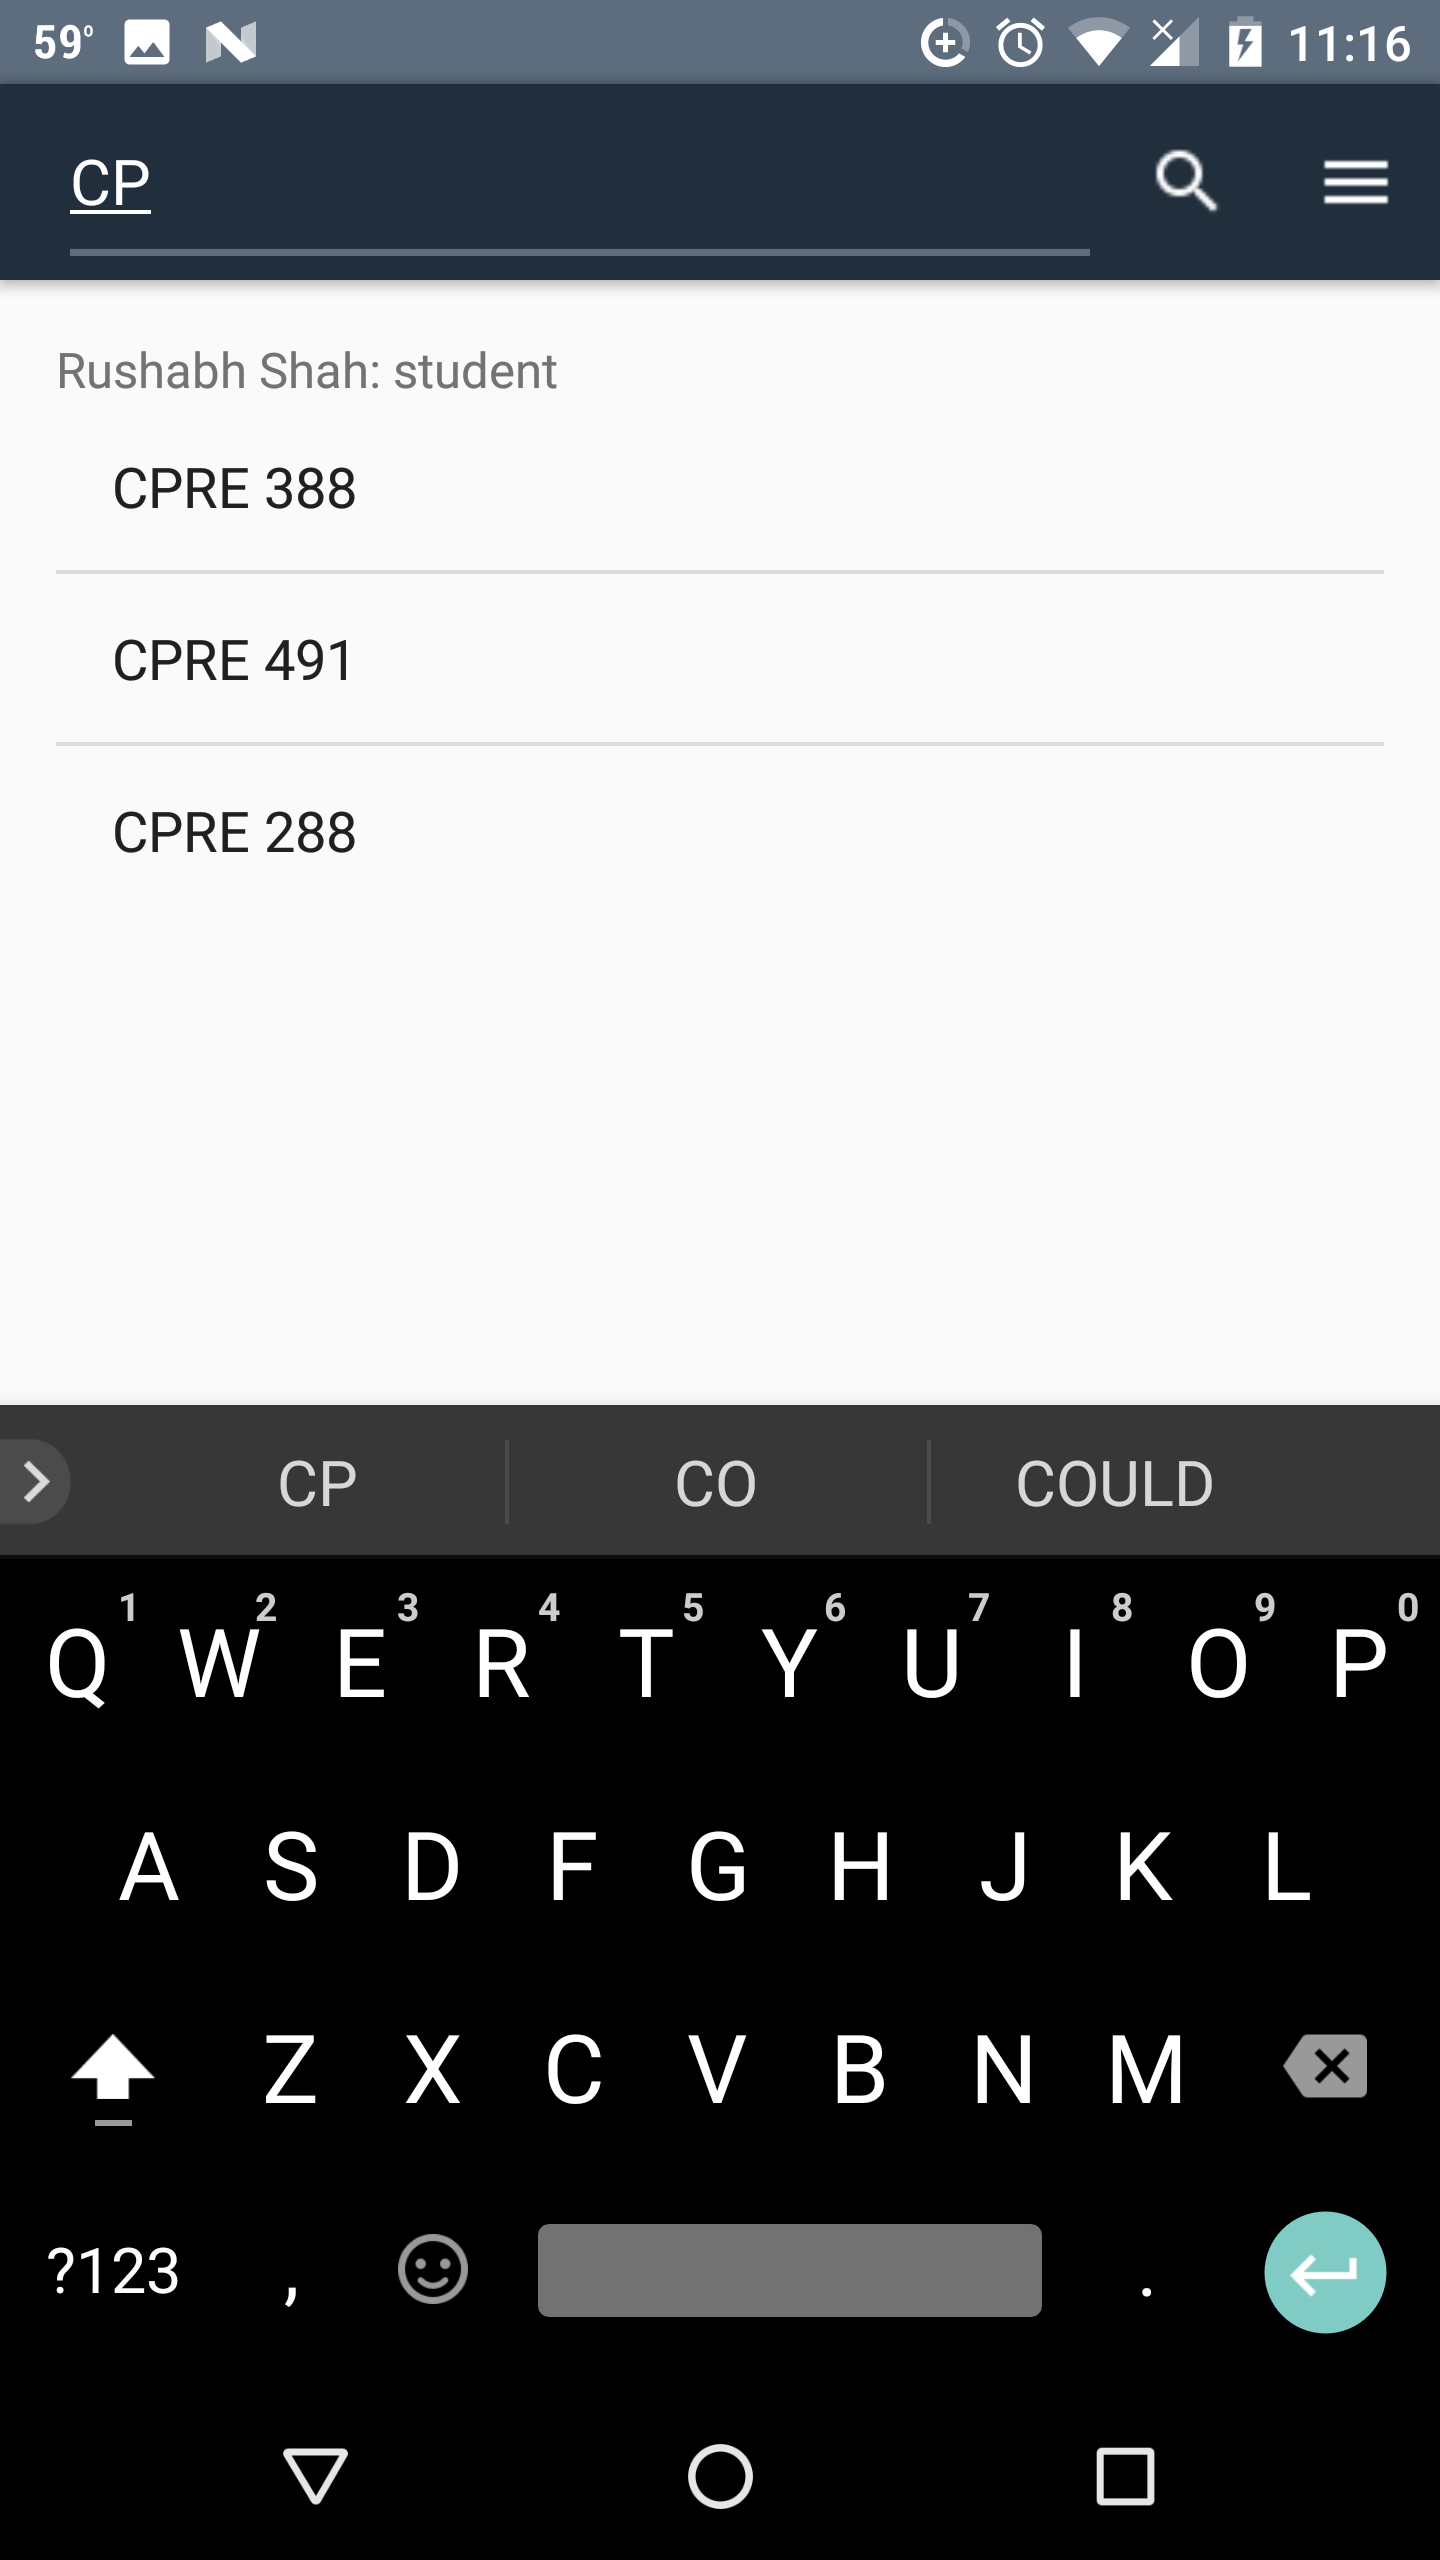 59° 11:16
CP
Rushabh Shah: student
CPRE 388
CPRE 491
CPRE 288
CP CO COULD
1 2 3 4 5 6 7 8 9 0
Q W E R T Y U I O P
A S D F G H J K L
Z X C V B N M
?123 , .